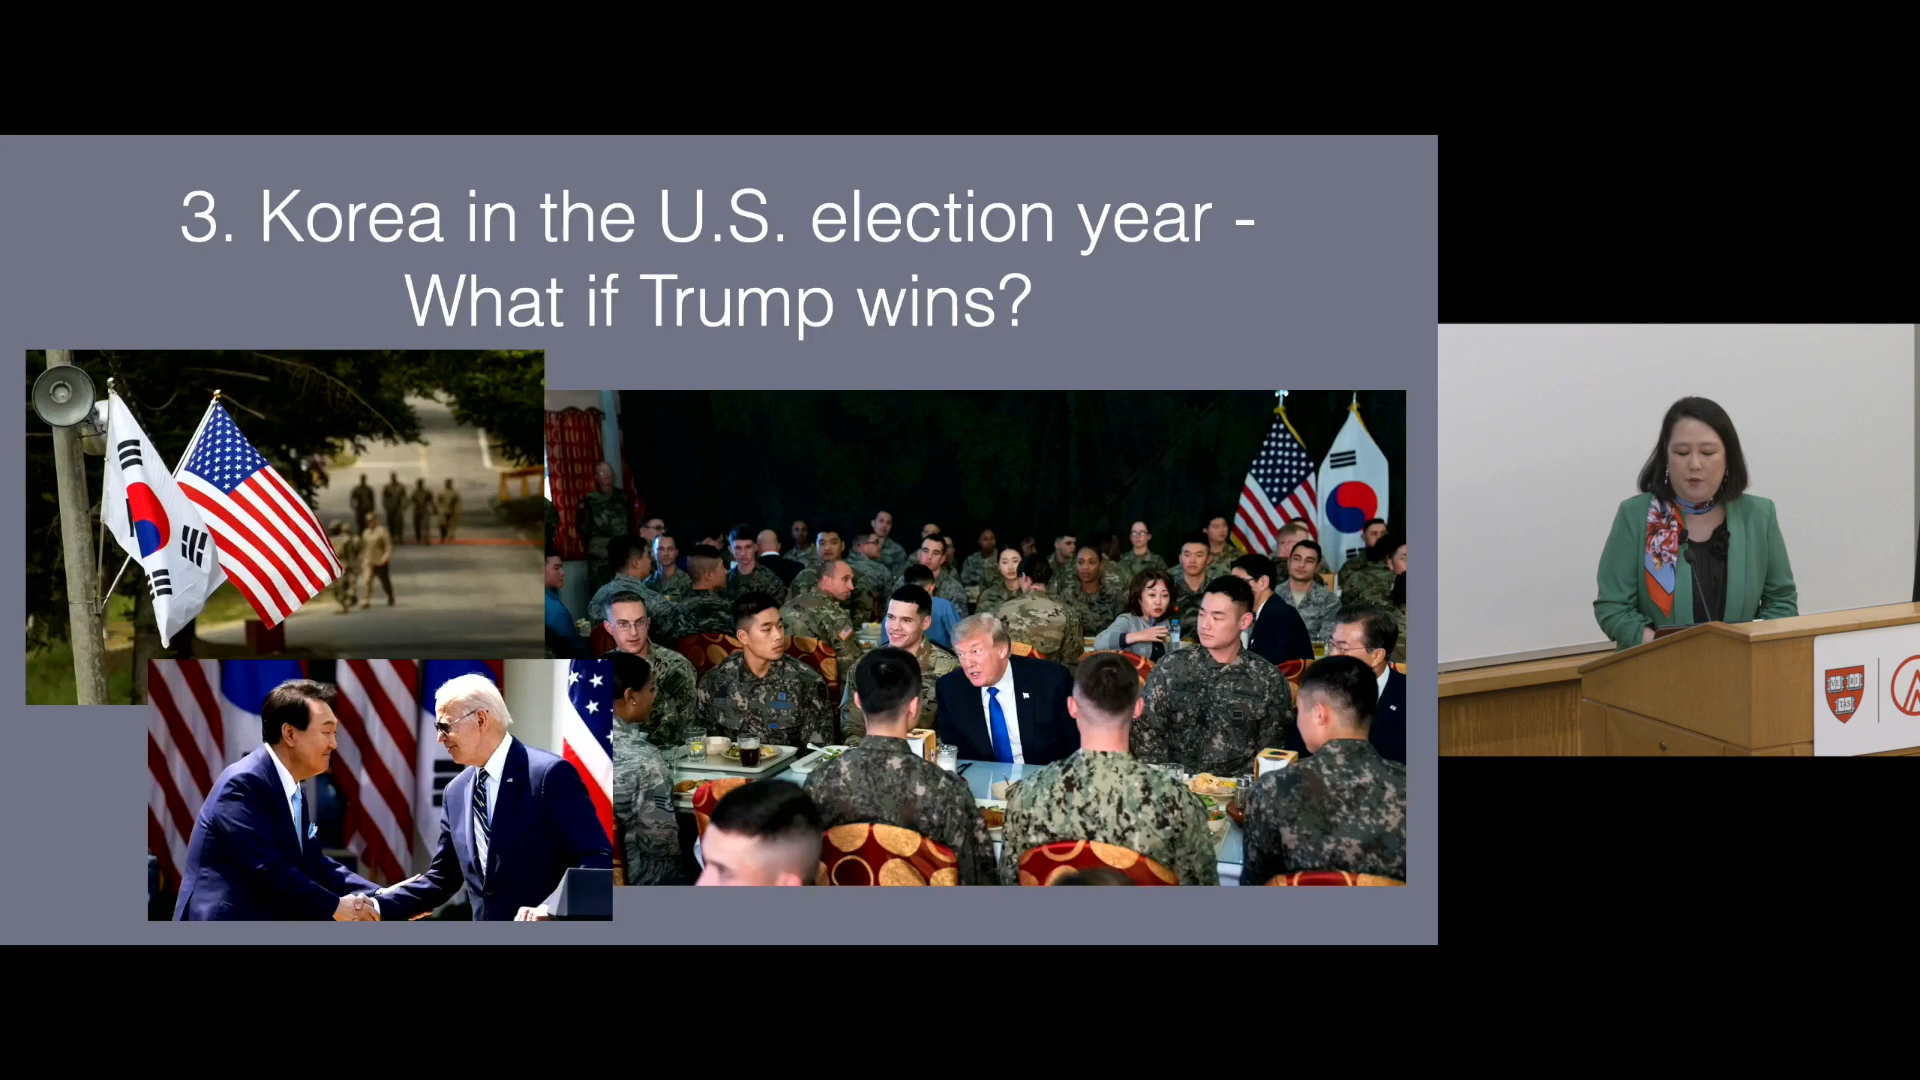 3. Korea in the U.S. election year -
What if Trump wins?